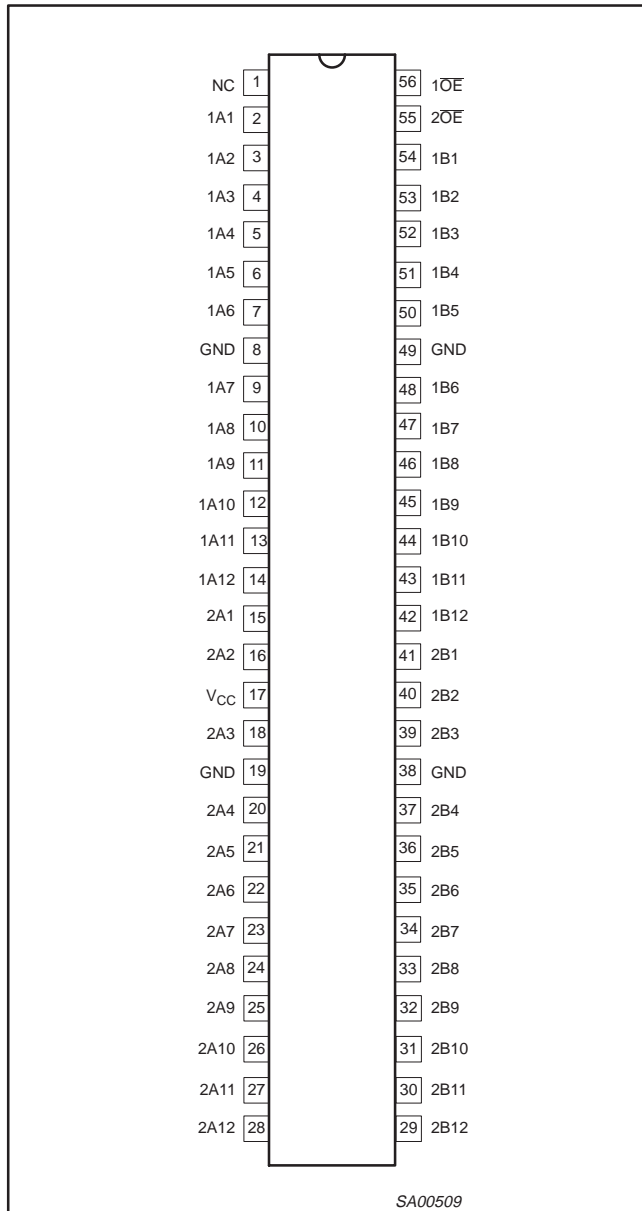 NC 1 56 1O̅E̅
1A1 2 55 2O̅E̅
1A2 3 54 1B1
1A3 4 53 1B2
1A4 5 52 1B3
1A5 6 51 1B4
1A6 7 50 1B5
GND 8 49 GND
1A7 9 48 1B6
1A8 10 47 1B7
1A9 11 46 1B8
1A10 12 45 1B9
1A11 13 44 1B10
1A12 14 43 1B11
2A1 15 42 1B12
2A2 16 41 2B1
VCC 17 40 2B2
2A3 18 39 2B3
GND 19 38 GND
2A4 20 37 2B4
2A5 21 36 2B5
2A6 22 35 2B6
2A7 23 34 2B7
2A8 24 33 2B8
2A9 25 32 2B9
2A10 26 31 2B10
2A11 27 30 2B11
2A12 28 29 2B12
SA00509